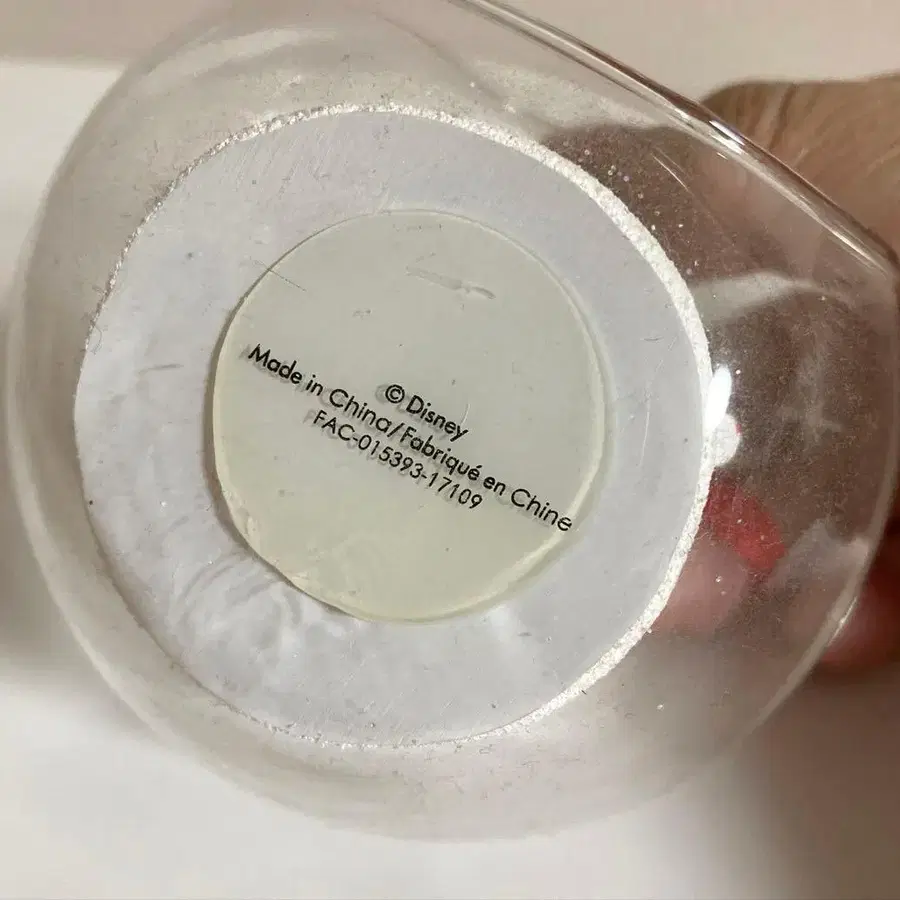 © Disney
Made in China/Fabriqué en Chine
FAC-015393-17109